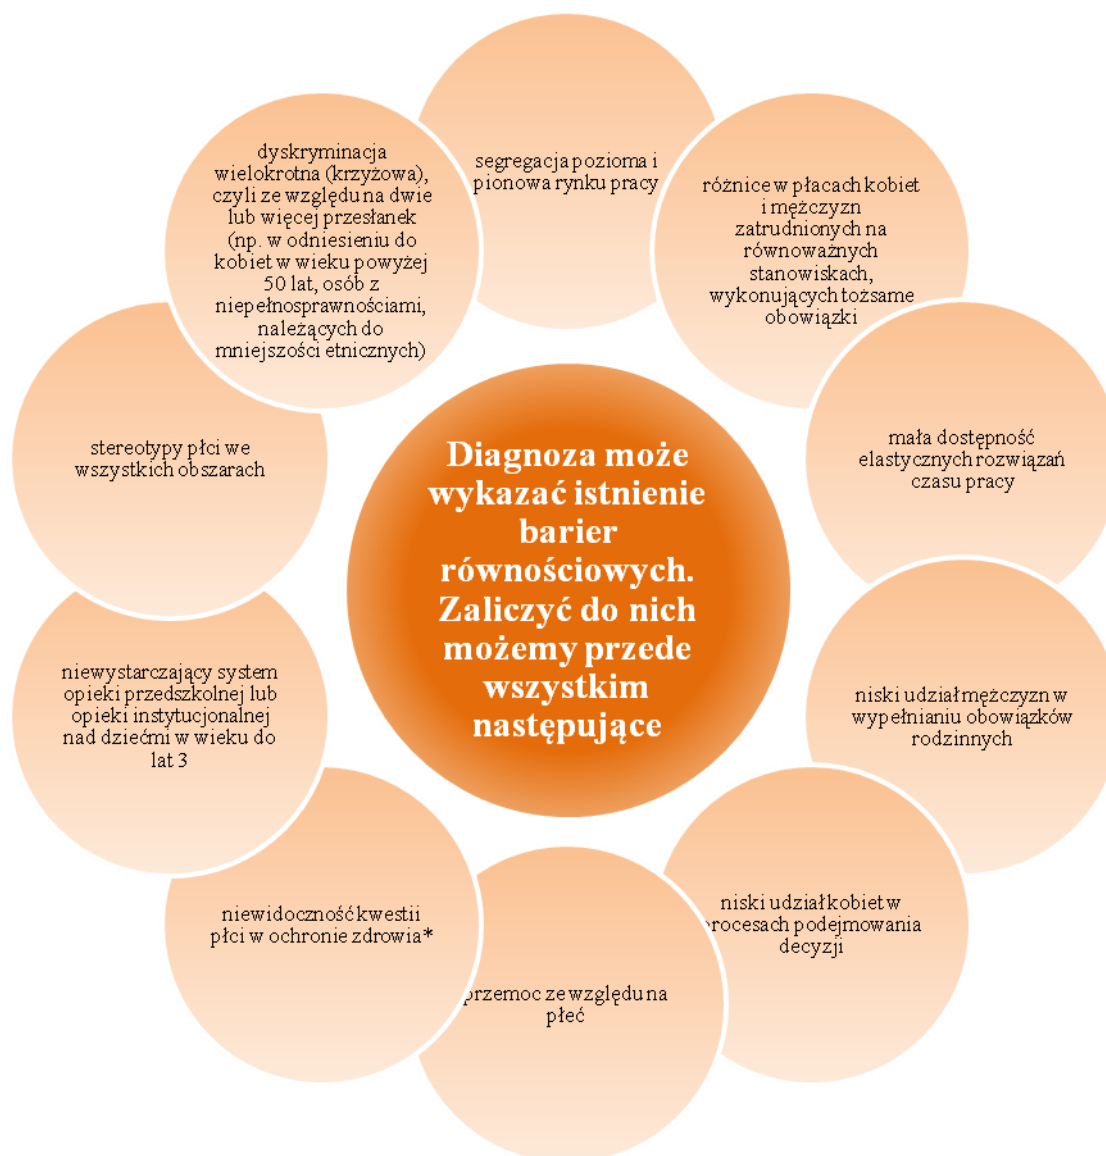 Diagnoza może
wykazać istnienie
barier
równościowych.
Zaliczyć do nich
możemy przede
wszystkim
następujące
segregacja pozioma i
pionowa rynku pracy
różnice w płacach kobiet
i mężczyzn
zatrudnionych na
równoważnych
stanowiskach,
wykonujących tożsame
obowiązki
mała dostępność
elastycznych rozwiązań
czasu pracy
niski udział mężczyzn w
wypełnianiu obowiązków
rodzinnych
niski udział kobiet w
procesach podejmowania
decyzji
przemoc ze względu na
płeć
niewidoczność kwestii
płci w ochronie zdrowia*
niewystarczający system
opieki przedszkolnej lub
opieki instytucjonalnej
nad dziećmi w wieku do
lat 3
stereotypy płci we
wszystkich obszarach
dyskryminacja
wielokrotna (krzyżowa),
czyli ze względu na dwie
lub więcej przesłanek
(np. w odniesieniu do
kobiet w wieku powyżej
50 lat, osób z
niepełnosprawnościami,
należących do
mniejszości etnicznych)